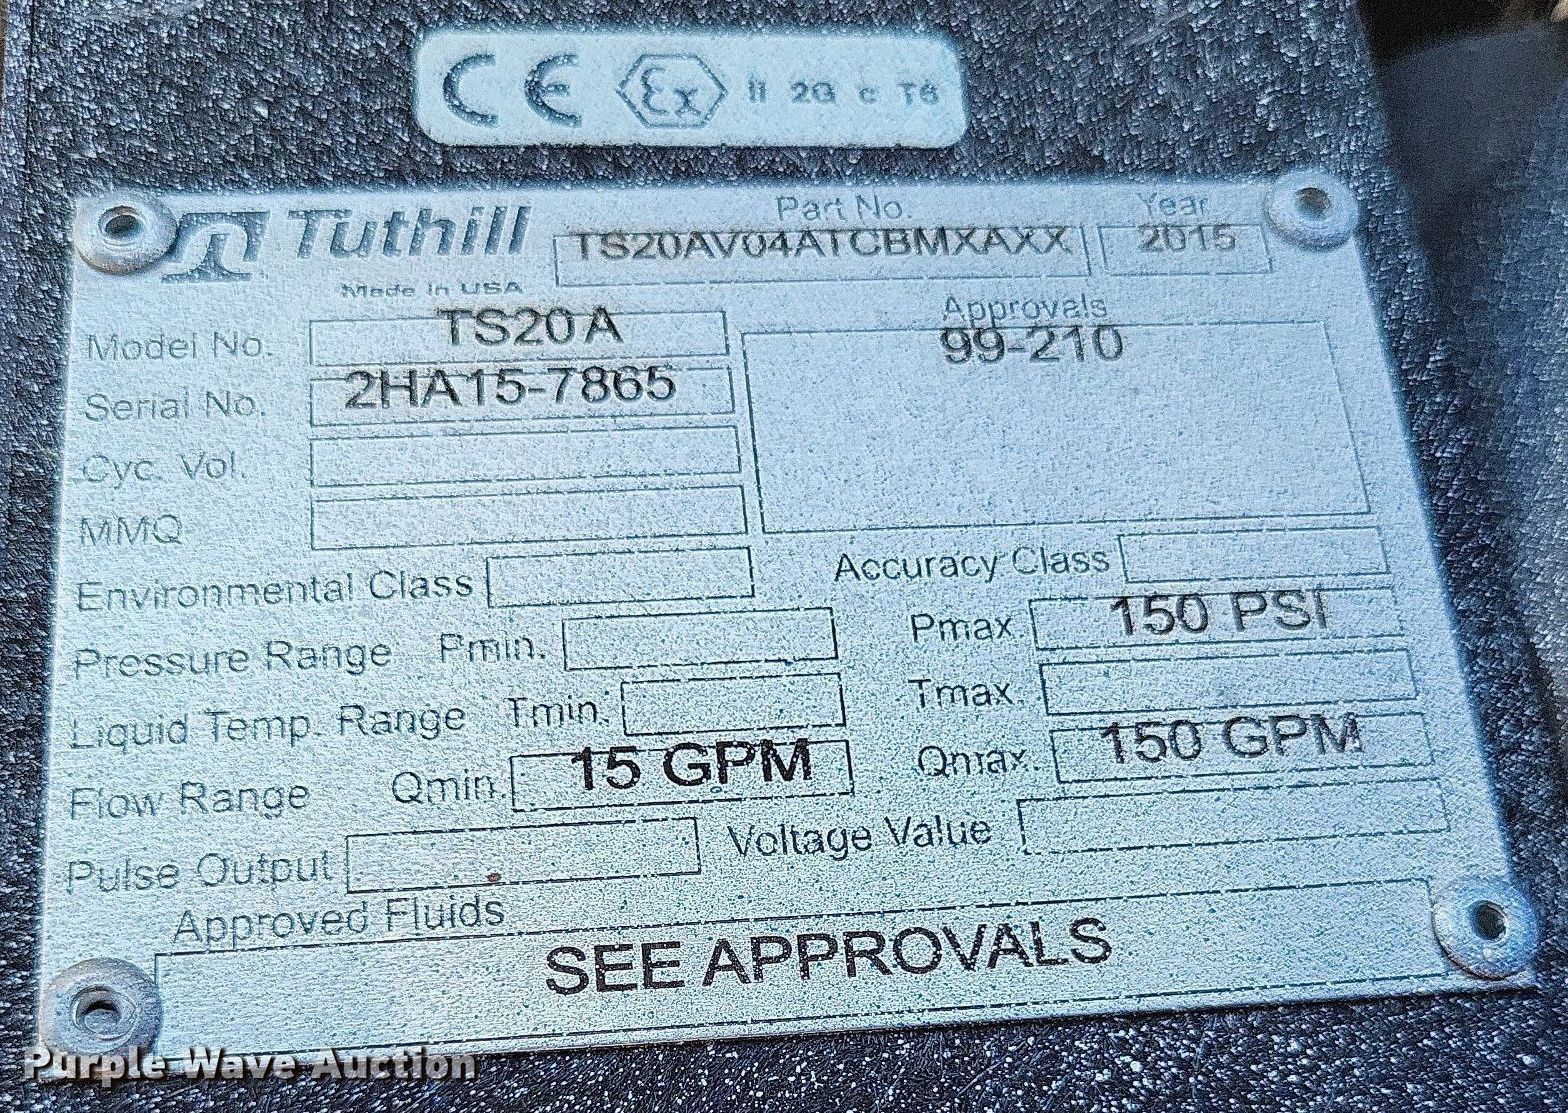 CE Ex II 2G c T6
Tuthill
Made in USA
Part No. Year
TS20AV04ATCBMXAXX 2015
Model No. TS20A
Approvals
99-210
Serial No. 2HA15-7865
Cyc. Vol.
MMQ
Environmental Class Accuracy Class
Pressure Range Pmin. Pmax. 150 PSI
Liquid Temp. Range Tmin. Tmax.
Flow Range Qmin. 15 GPM Qmax. 150 GPM
Pulse Output Voltage Value
Approved Fluids
SEE APPROVALS
Purple Wave Auction